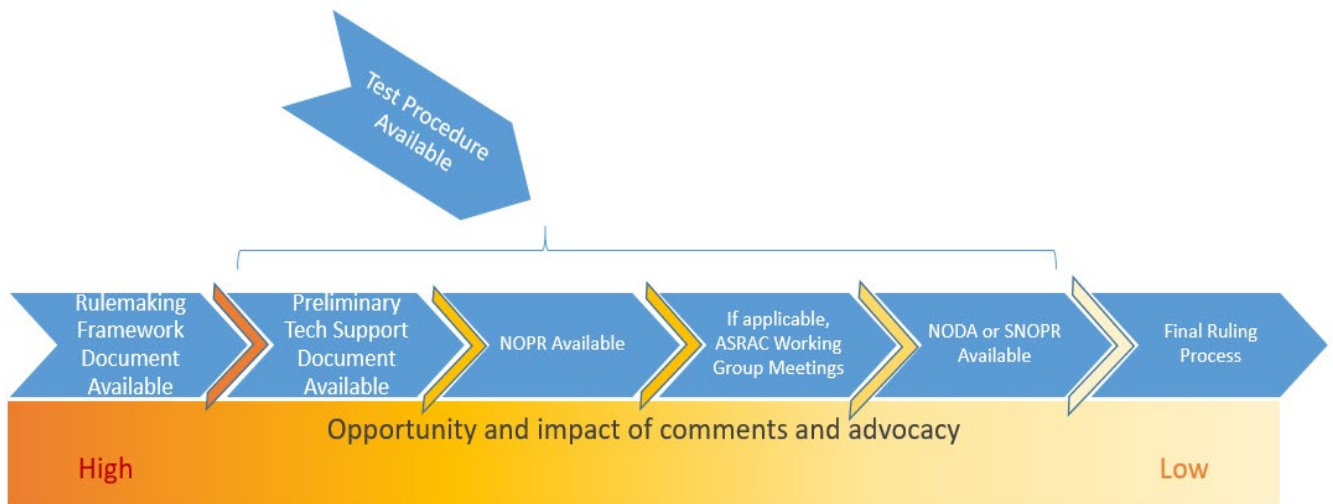 Test Procedure
Available
Rulemaking
Framework
Document
Available
Preliminary
Tech Support
Document
Available
NOPR Available
If applicable,
ASRAC Working
Group Meetings
NODA or SNOPR
Available
Final Ruling
Process
Opportunity and impact of comments and advocacy
High
Low